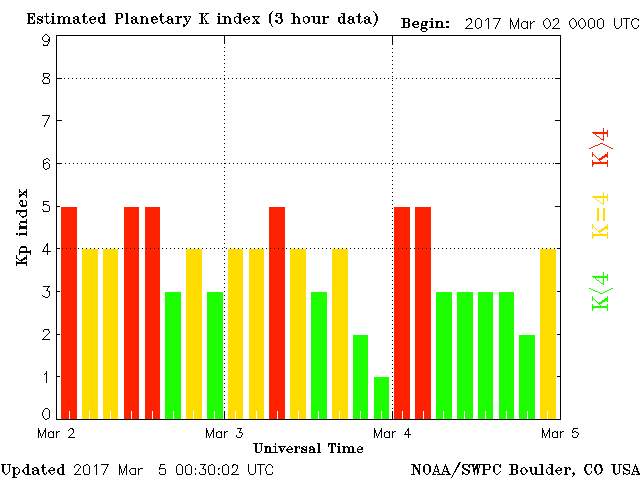 Estimated Planetary K index (3 hour data)
Begin: 2017 Mar 02 0000 UTC
9
8
7
6
5
4
3
2
1
0
Kp index
K>4
K=4
K<4
Mar 2
Mar 3
Mar 4
Mar 5
Universal Time
Updated 2017 Mar 5 00:30:02 UTC
NOAA/SWPC Boulder, CO USA